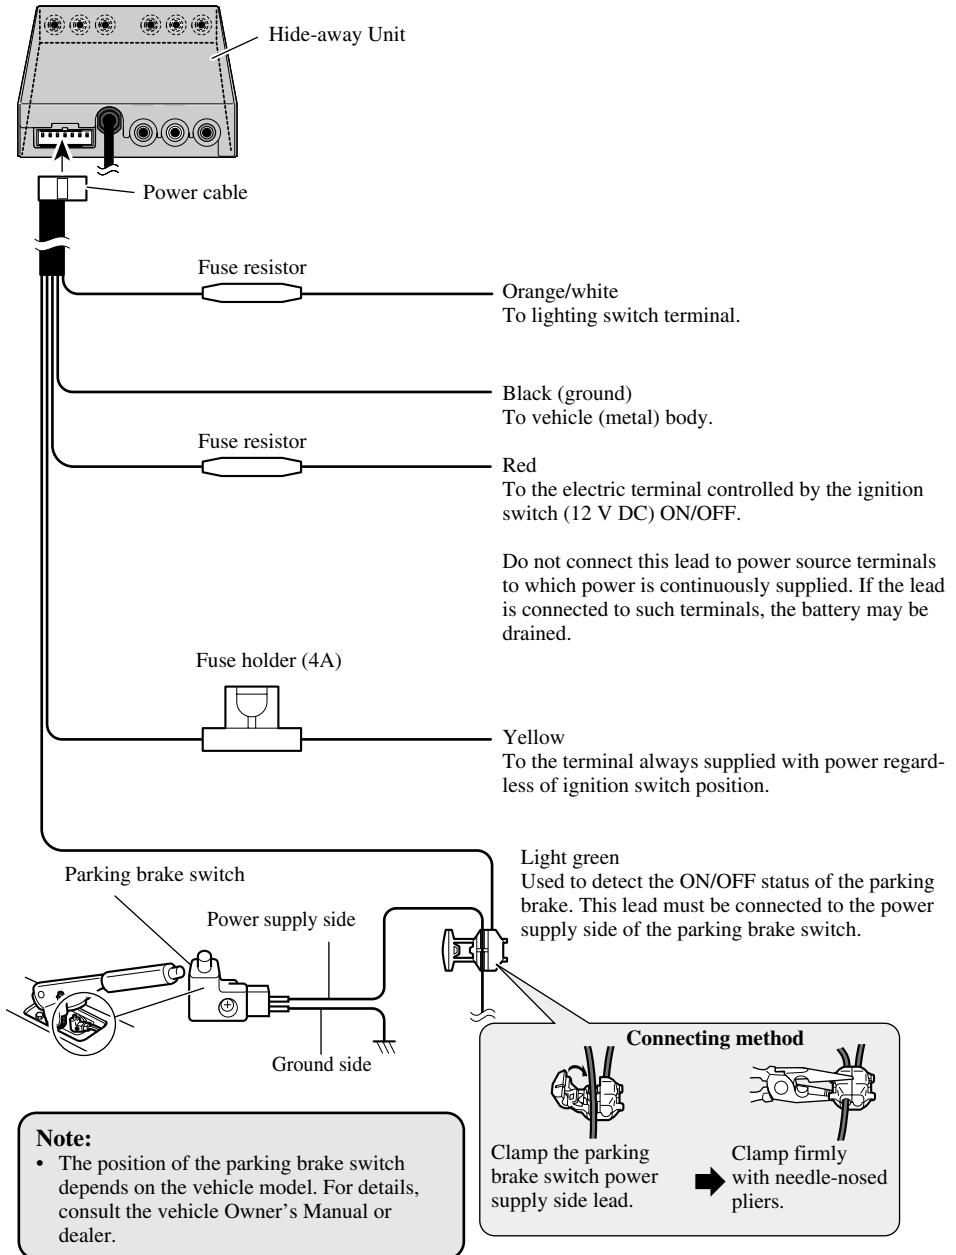 Hide-away Unit
Power cable
Fuse resistor
Orange/white
To lighting switch terminal.
Black (ground)
To vehicle (metal) body.
Fuse resistor
Red
To the electric terminal controlled by the ignition
switch (12 V DC) ON/OFF.
Do not connect this lead to power source terminals
to which power is continuously supplied. If the lead
is connected to such terminals, the battery may be
drained.
Fuse holder (4A)
Yellow
To the terminal always supplied with power regard-
less of ignition switch position.
Light green
Used to detect the ON/OFF status of the parking
brake. This lead must be connected to the power
supply side of the parking brake switch.
Parking brake switch
Power supply side
Ground side
Connecting method
Clamp the parking
brake switch power
supply side lead.
Clamp firmly
with needle-nosed
pliers.
Note:
• The position of the parking brake switch
depends on the vehicle model. For details,
consult the vehicle Owner's Manual or
dealer.